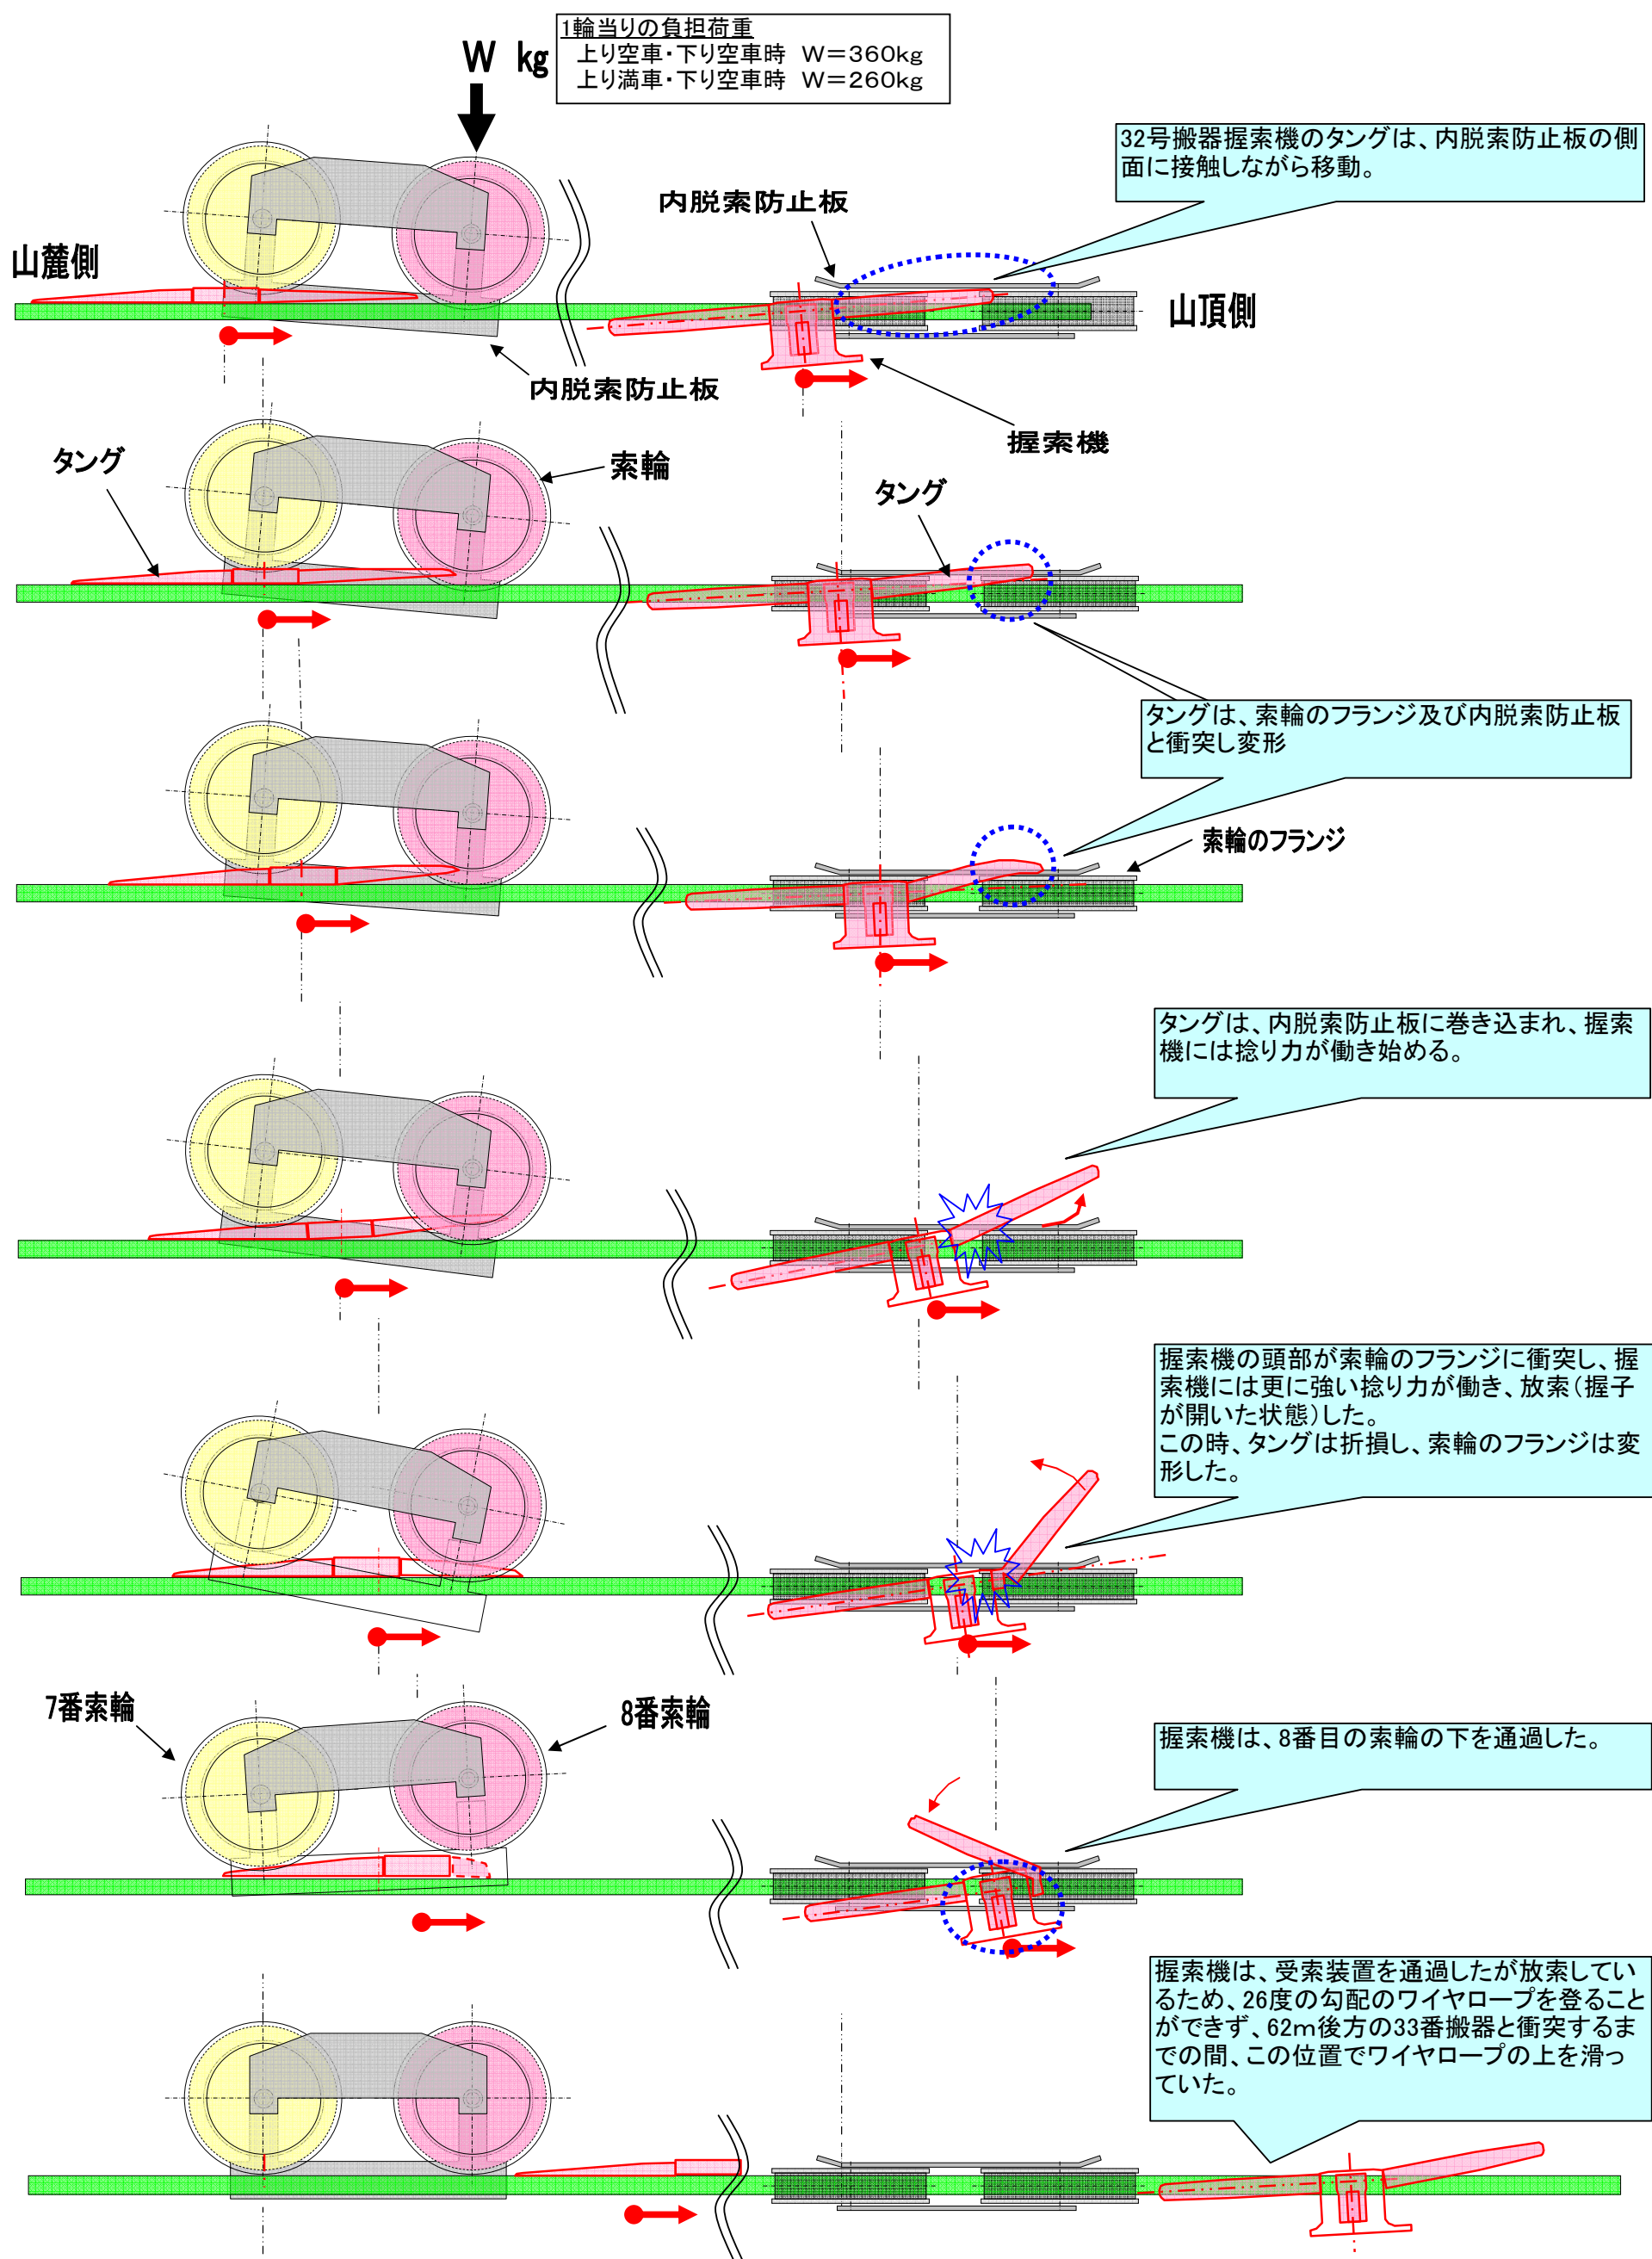 1輪当りの負担荷重
上り空車・下り空車時 W=360kg
上り満車・下り空車時 W=260kg
W kg
32号搬器握索機のタングは、内脱索防止板の側
面に接触しながら移動。
内脱索防止板
山麓側
山頂側
内脱索防止板
握索機
タング
索輪
タング
タングは、索輪のフランジ及び内脱索防止板
と衝突し変形
索輪のフランジ
タングは、内脱索防止板に巻き込まれ、握索
機には捻り力が働き始める。
握索機の頭部が索輪のフランジに衝突し、握
索機には更に強い捻り力が働き、放索(握子
が開いた状態)した。
この時、タングは折損し、索輪のフランジは変
形した。
7番索輪
8番索輪
握索機は、8番目の索輪の下を通過した。
握索機は、受索装置を通過したが放索してい
るため、26度の勾配のワイヤロープを登ること
ができず、62m後方の33番搬器と衝突するま
での間、この位置でワイヤロープの上を滑っ
ていた。